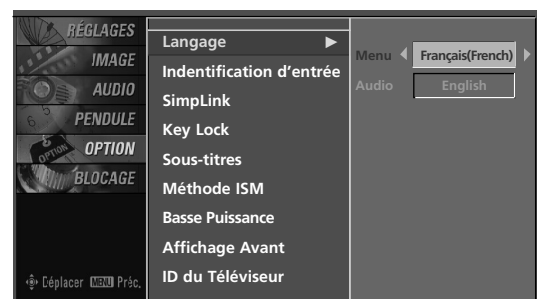 RÉGLAGES
IMAGE
AUDIO
PENDULE
OPTION
BLOCAGE
Déplacer MENU Préc.
Langage
Indentification d'entrée
SimpLink
Key Lock
Sous-titres
Méthode ISM
Basse Puissance
Affichage Avant
ID du Téléviseur
Menu Français(French)
Audio English